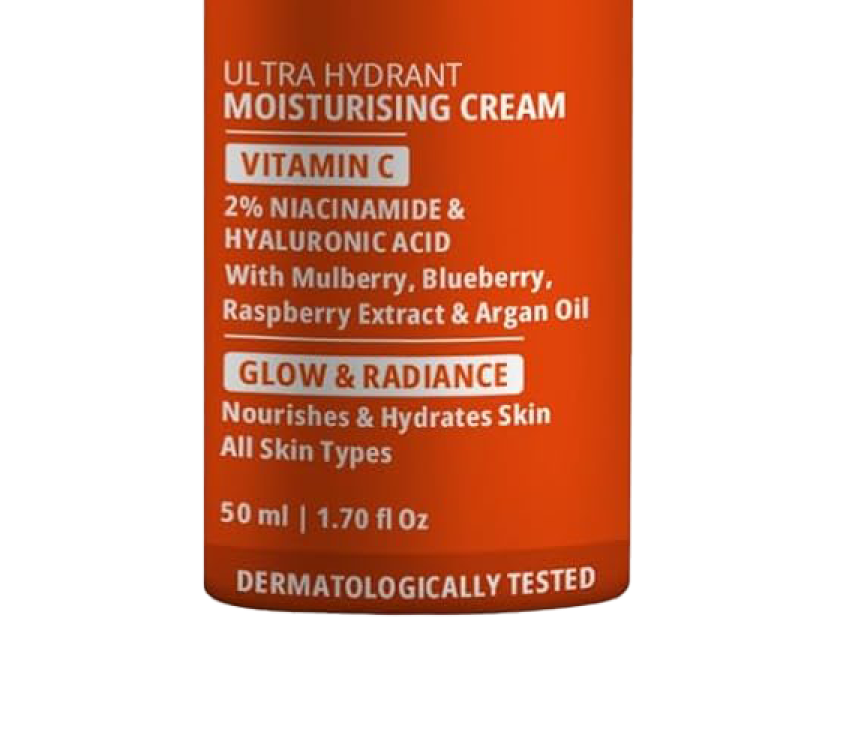 ULTRA HYDRANT
MOISTURISING CREAM
VITAMIN C
2% NIACINAMIDE &
HYALURONIC ACID
With Mulberry, Blueberry,
Raspberry Extract & Argan Oil
GLOW & RADIANCE
Nourishes & Hydrates Skin
All Skin Types
50 ml | 1.70 fl Oz
DERMATOLOGICALLY TESTED